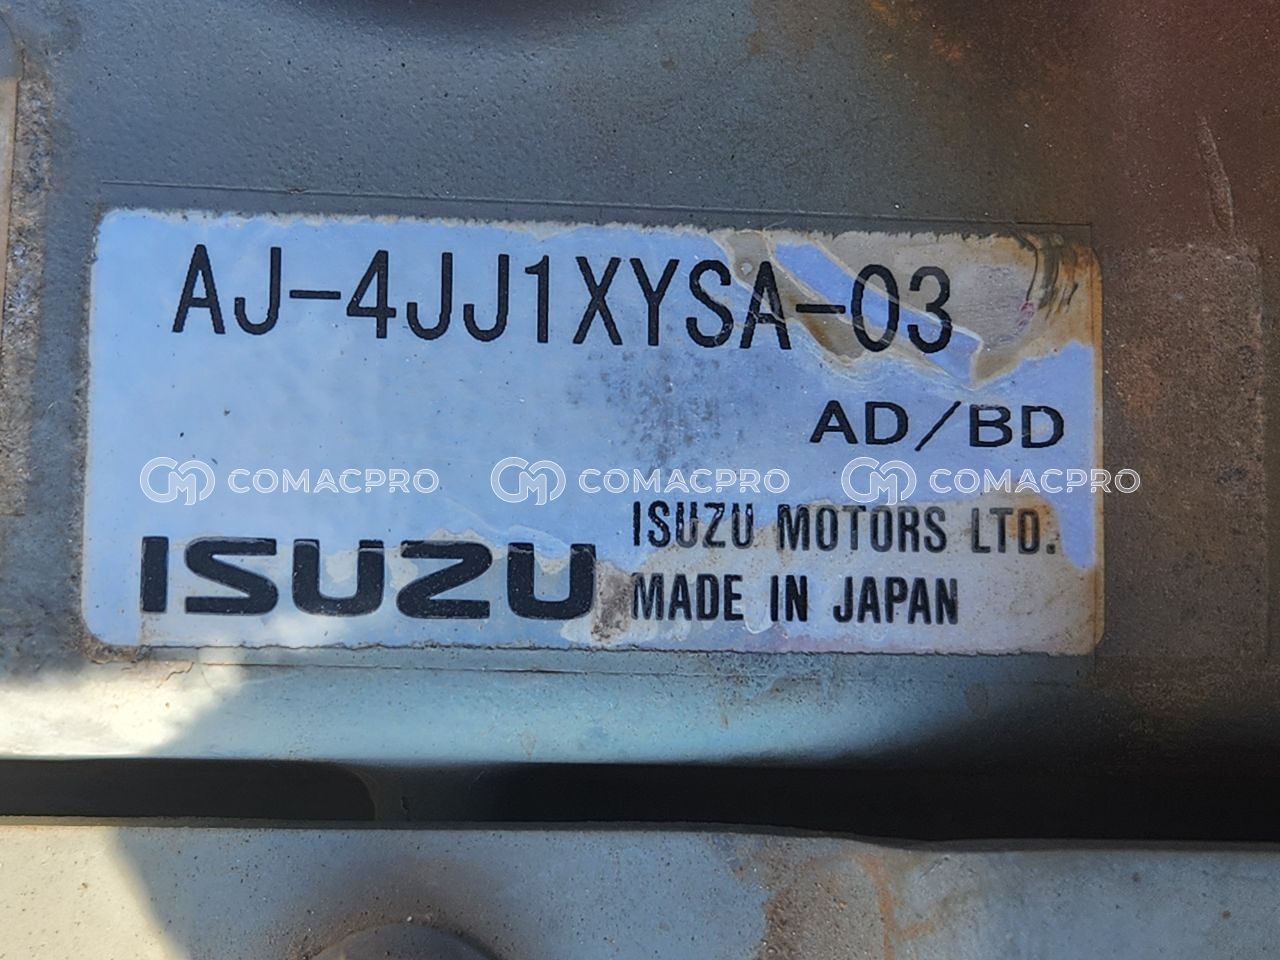 AJ-4JJ1XYSA-03
AD/BD
COMACPRO COMACPRO COMACPRO
ISUZU
ISUZU MOTORS LTD.
MADE IN JAPAN